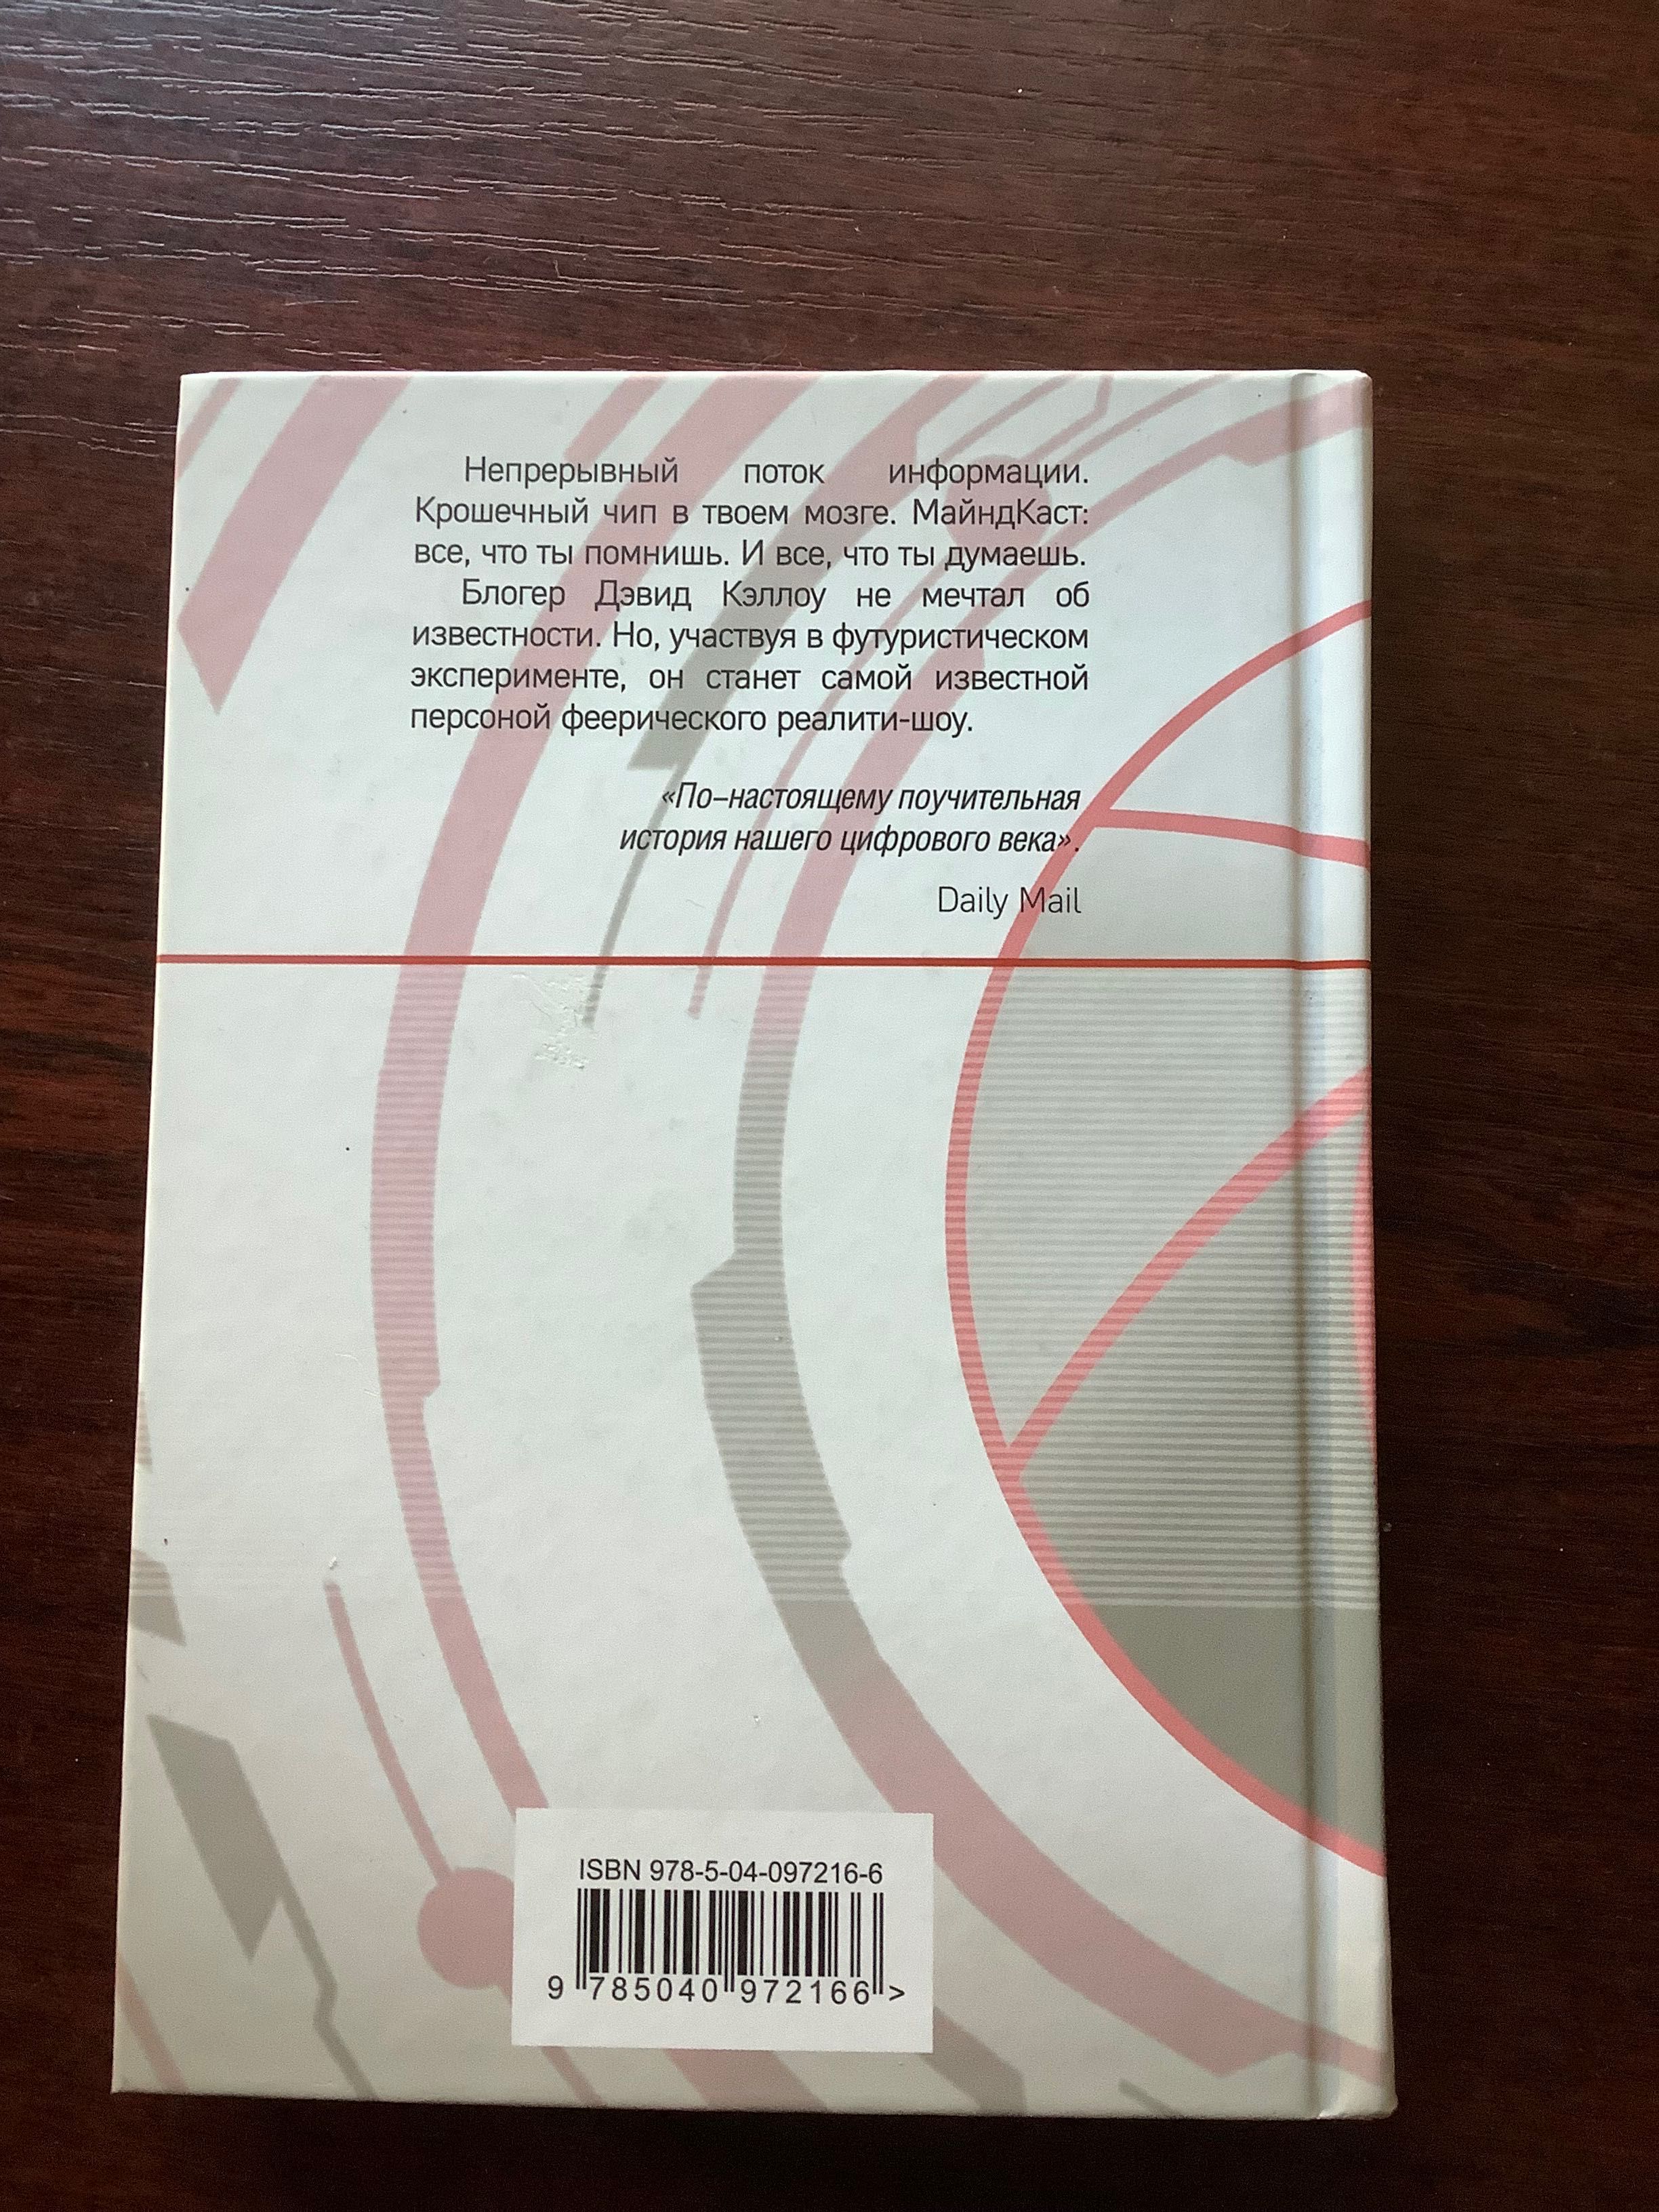 Непрерывный поток информации.
Крошечный чип в твоем мозге. МайндКаст:
все, что ты помнишь. И все, что ты думаешь.
Блогер Дэвид Кэллоу не мечтал об
известности. Но, участвуя в футуристическом
эксперименте, он станет самой известной
персоной феерического реалити-шоу.
«По-настоящему поучительная
история нашего цифрового века».
Daily Mail
ISBN 978-5-04-097216-6
9 785040 972166 >